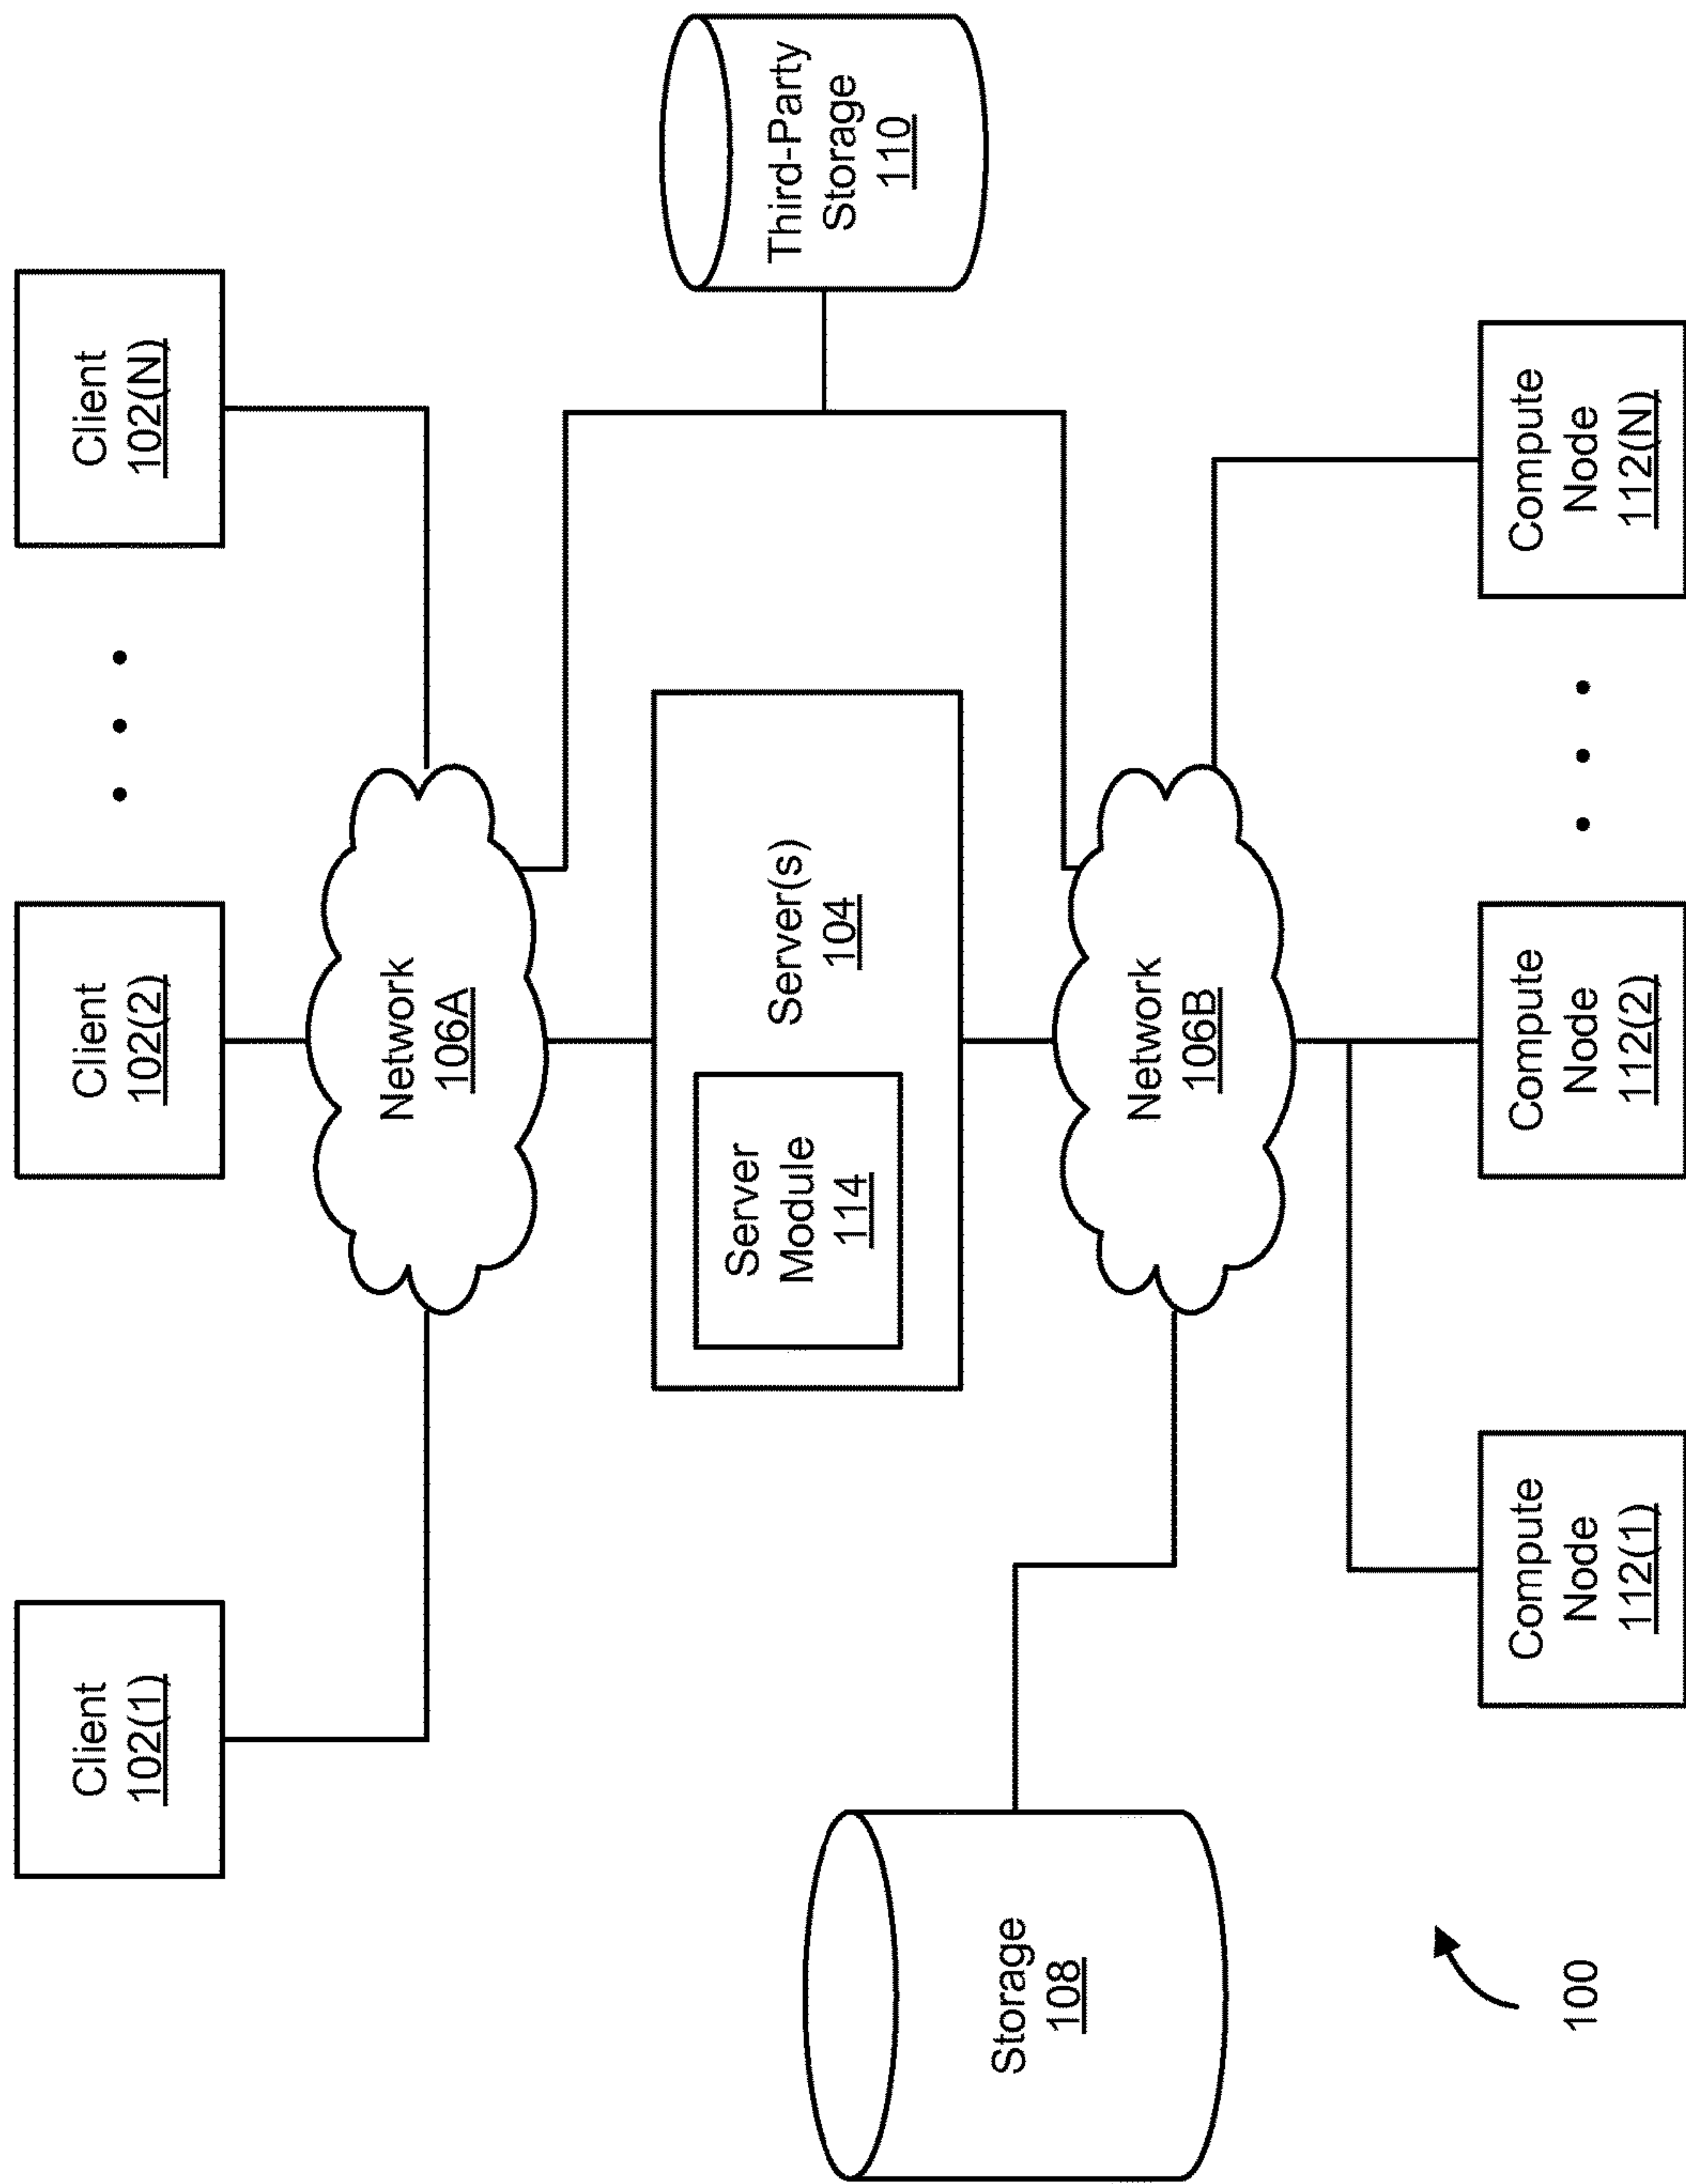 Client
102(1)
Client
102(2)
Client
102(N)
Network
106A
Server
Module
114
Server(s)
104
Third-Party
Storage
110
Storage
108
Network
106B
Compute
Node
112(1)
Compute
Node
112(2)
Compute
Node
112(N)
100